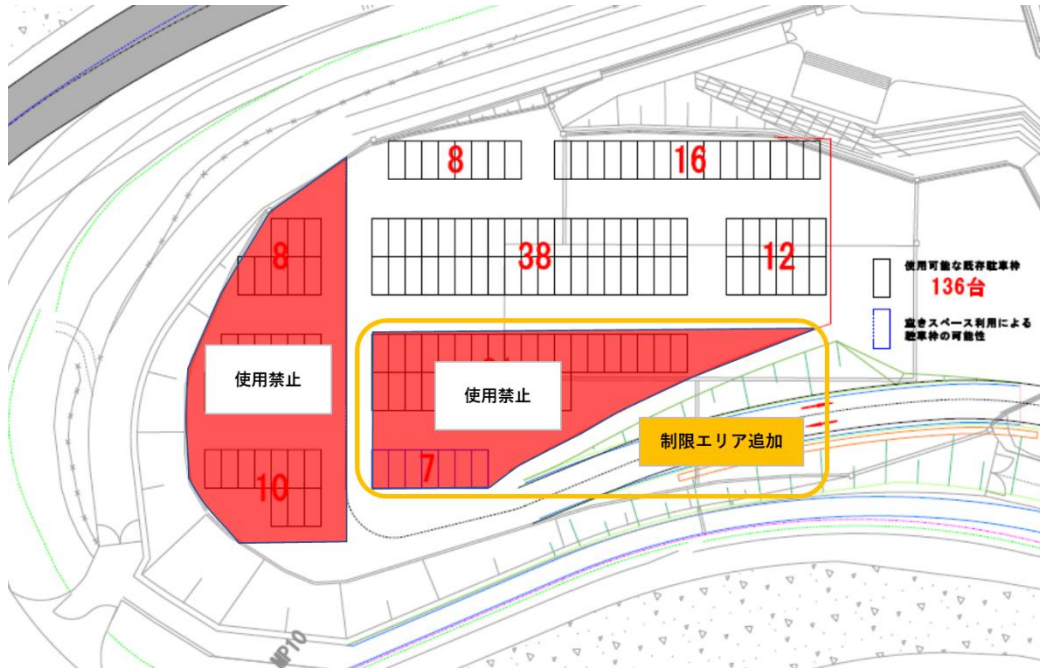 8
16
8
38
12
使用可能な既存駐車枠
136台
空きスペース利用による
駐車枠の可能性
使用禁止
使用禁止
制限エリア追加
7
10
MP10